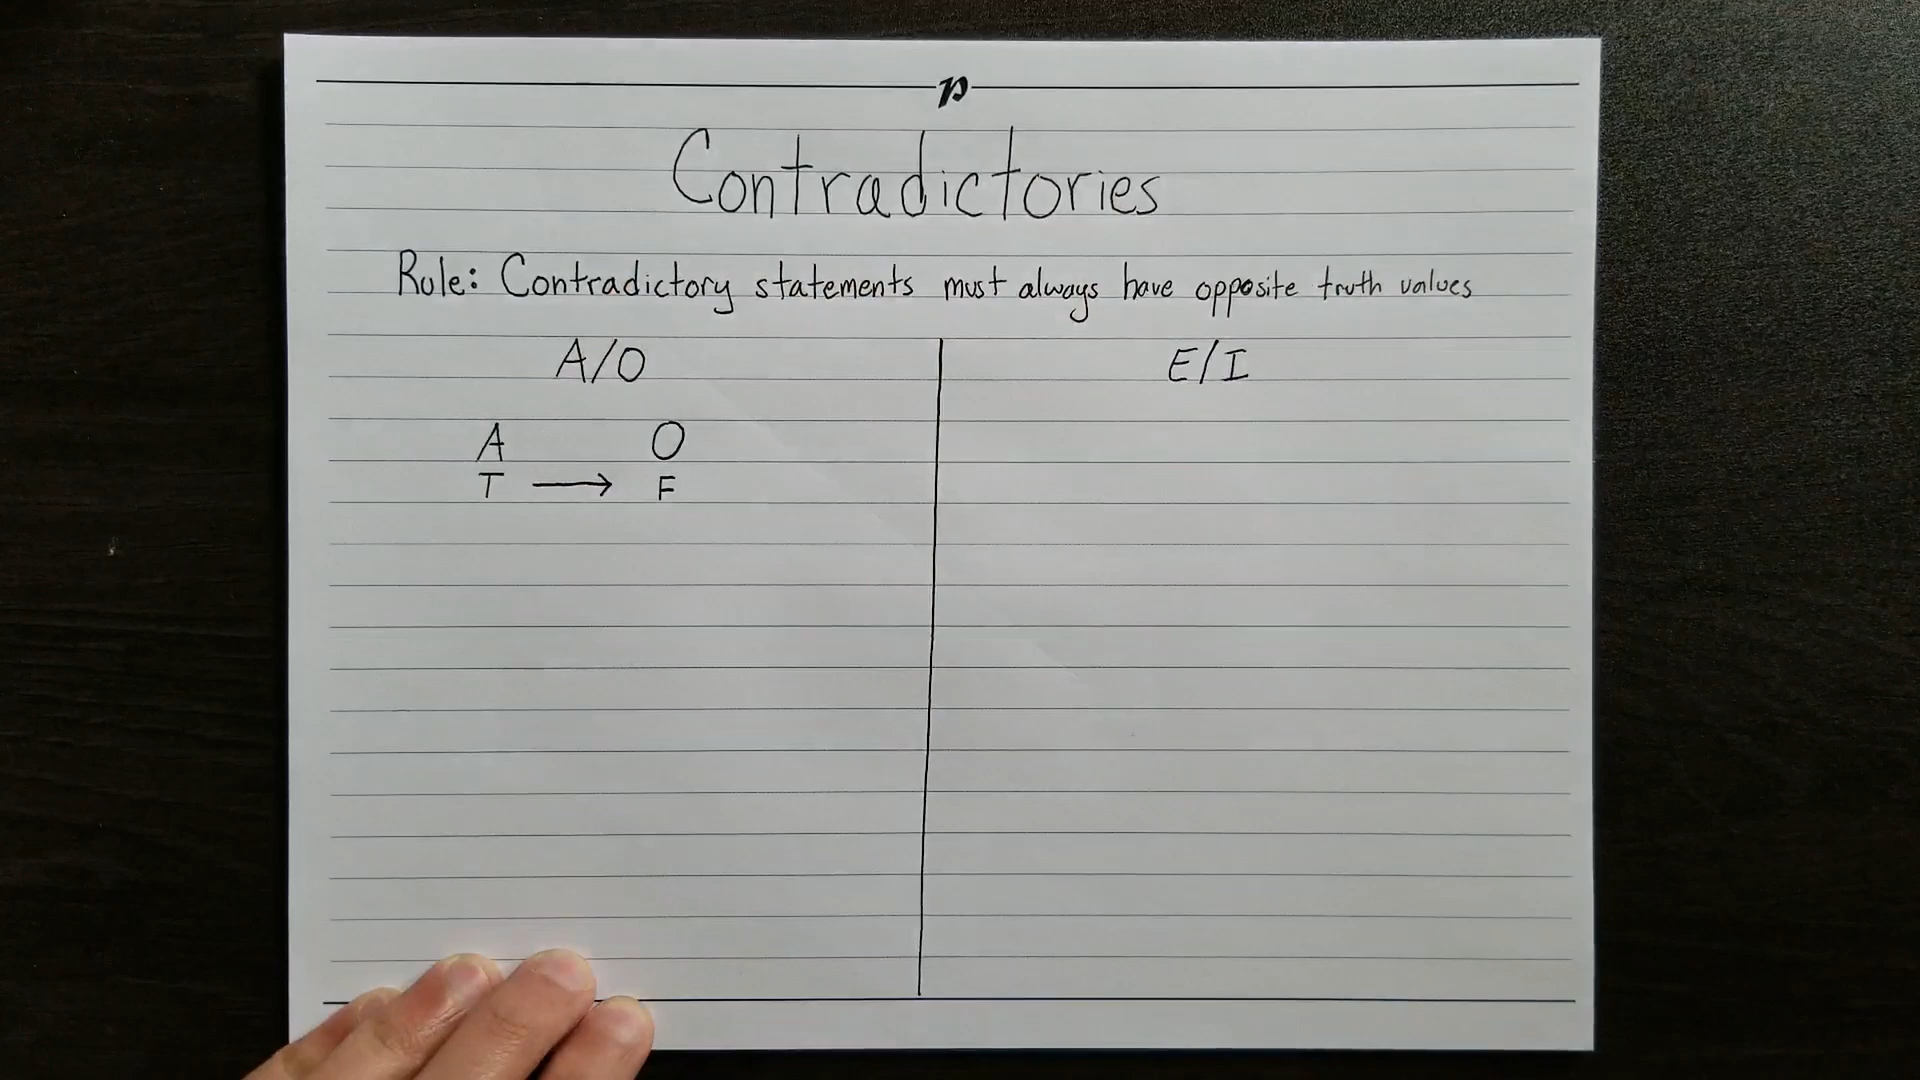 Contradictories
Rule: Contradictory statements must always have opposite truth values
A/O
E/I
A O
T → F